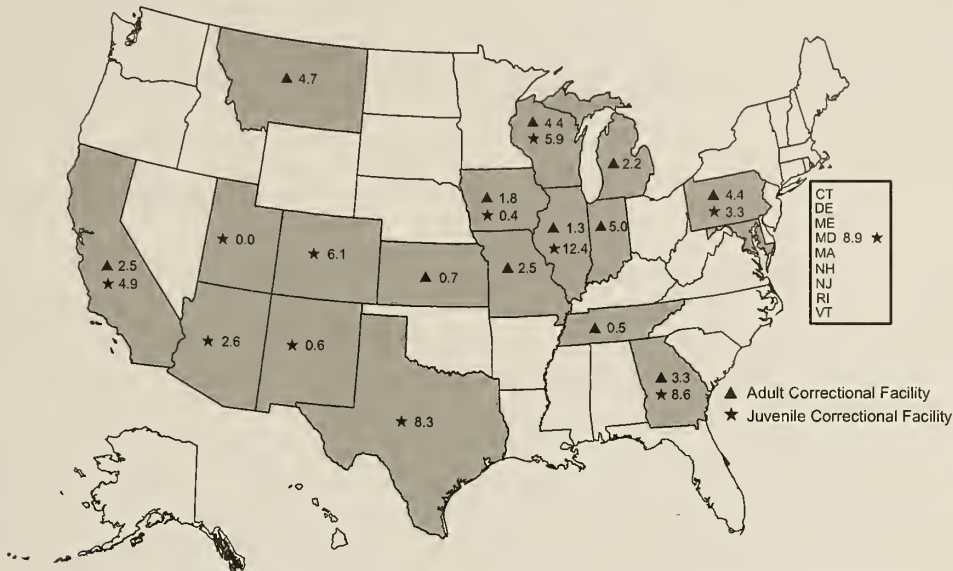 ▲ 4.7
▲ 4 4
★ 5.9
▲ 2.2
▲ 1.8
★ 0.4
▲ 1.3
★ 12.4
▲ 5.0
▲ 4.4
★ 3.3
CT
DE
ME
MD 8.9 ★
MA
NH
NJ
RI
VT
★ 0.0
★ 6.1
▲ 2.5
★ 4.9
▲ 0.7
▲ 2.5
★ 2.6
★ 0.6
▲ 0.5
★ 8.3
▲ 3.3
★ 8.6
▲ Adult Correctional Facility
★ Juvenile Correctional Facility